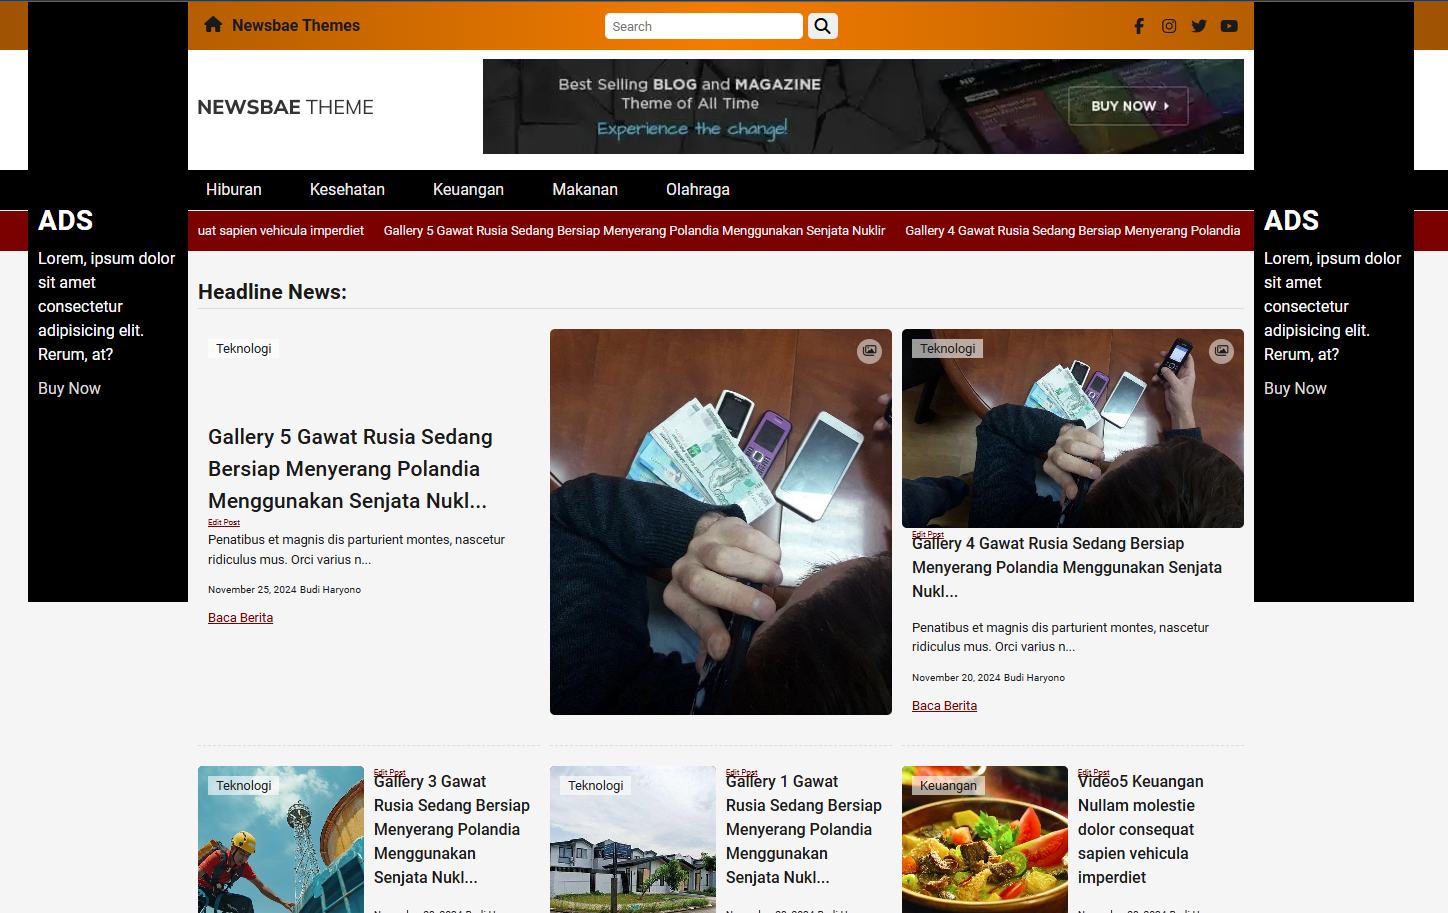 Newsbae Themes
Search
NEWSBAE THEME
Best Selling BLOG and MAGAZINE
Theme of All Time
Experience the change!
BUY NOW
Hiburan
Kesehatan
Keuangan
Makanan
Olahraga
uat sapien vehicula imperdiet
Gallery 5 Gawat Rusia Sedang Bersiap Menyerang Polandia Menggunakan Senjata Nuklir
Gallery 4 Gawat Rusia Sedang Bersiap Menyerang Polandia
ADS
Lorem, ipsum dolor
sit amet
consectetur
adipisicing elit.
Rerum, at?
Buy Now
ADS
Lorem, ipsum dolor
sit amet
consectetur
adipisicing elit.
Rerum, at?
Buy Now
Headline News:
Teknologi
Gallery 5 Gawat Rusia Sedang
Bersiap Menyerang Polandia
Menggunakan Senjata Nukl...
Edit Post
Penatibus et magnis dis parturient montes, nascetur
ridiculus mus. Orci varius n...
November 25, 2024 Budi Haryono
Baca Berita
Teknologi
Edit Post
Gallery 4 Gawat Rusia Sedang Bersiap
Menyerang Polandia Menggunakan Senjata
Nukl...
Penatibus et magnis dis parturient montes, nascetur
ridiculus mus. Orci varius n...
November 20, 2024 Budi Haryono
Baca Berita
Teknologi
Edit Post
Gallery 3 Gawat
Rusia Sedang Bersiap
Menyerang Polandia
Menggunakan
Senjata Nukl...
Teknologi
Edit Post
Gallery 1 Gawat
Rusia Sedang Bersiap
Menyerang Polandia
Menggunakan
Senjata Nukl...
Keuangan
Edit Post
Video5 Keuangan
Nullam molestie
dolor consequat
sapien vehicula
imperdiet